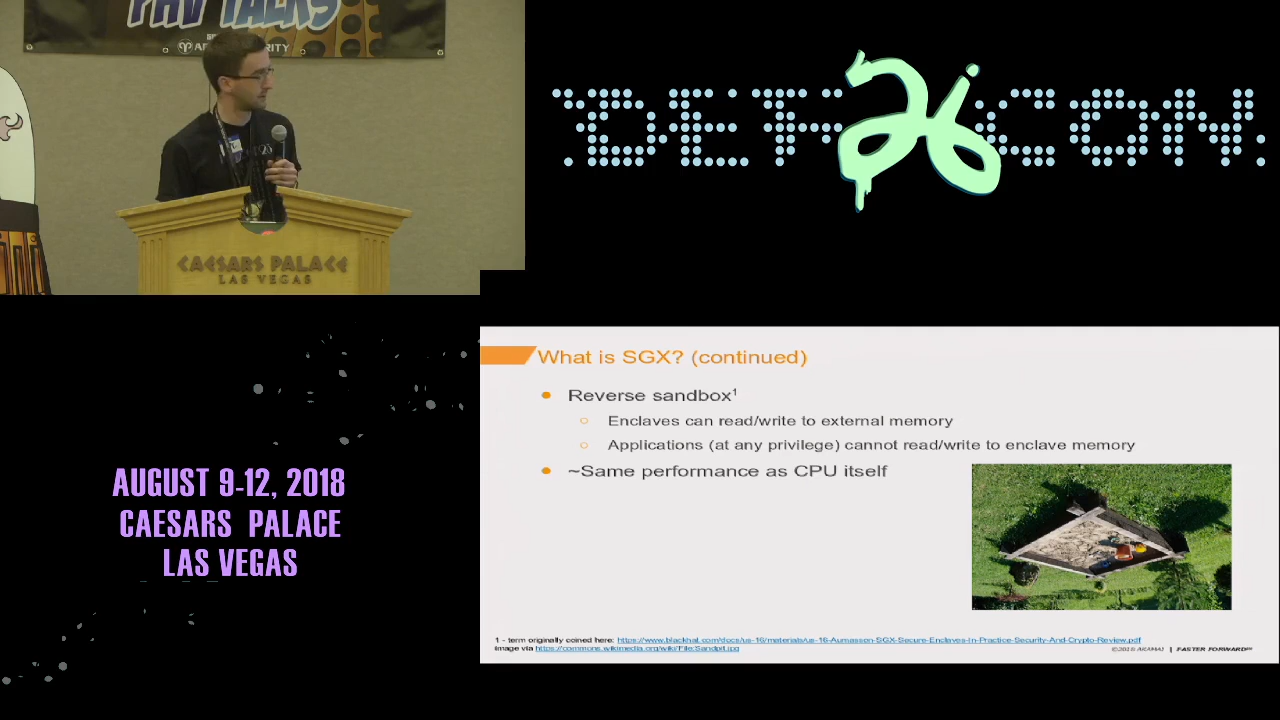 PHV TALKS
DEF CON
26
CAESARS PALACE
LAS VEGAS
AUGUST 9-12, 2018
CAESARS PALACE
LAS VEGAS
What is SGX? (continued)
● Reverse sandbox¹
○ Enclaves can read/write to external memory
○ Applications (at any privilege) cannot read/write to enclave memory
● ~Same performance as CPU itself
1 - term originally coined here: https://www.blackhat.com/docs/us-16/materials/us-16-Aumasson-SGX-Secure-Enclaves-In-Practice-Security-And-Crypto-Review.pdf
Image via https://commons.wikimedia.org/wiki/File:Sandpit.jpg
©2018 AKAMAI | FASTER FORWARD